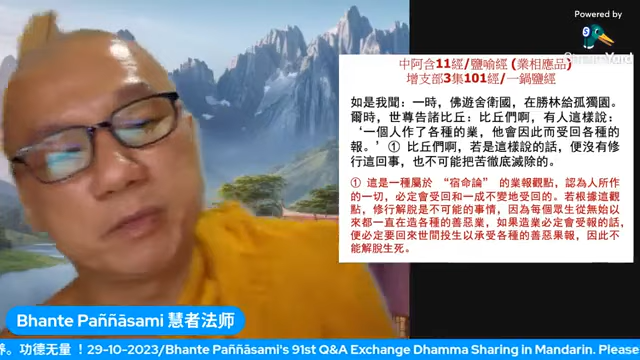 Powered by
StreamYard
中阿含11經/鹽喻經 (業相應品)
增支部3集101經/一鍋鹽經
如是我聞：一時，佛遊舍衛國，在勝林給孤獨園。
爾時，世尊告諸比丘：比丘們啊，有人這樣說：
‘一個人作了各種的業，他會因此而受回各種的
報。’① 比丘們啊，若是這樣說的話，便沒有修
行這回事，也不可能把苦徹底滅除的。
① 這是一種屬於 “宿命論” 的業報觀點，認為人所作
的一切，必定會受回和一成不變地受回的。若根據這觀
點，修行解脫是不可能的事情，因為每個眾生從無始以
來都一直在造各種的善惡業，如果造業必定會受報的話，
便必定要回來世間投生以承受各種的善惡果報，因此不
能解脫生死。
Bhante Paññāsami 慧者法师
。功德无量 ！29-10-2023/Bhante Paññāsami's 91st Q&A Exchange Dhamma Sharing in Mandarin. Please